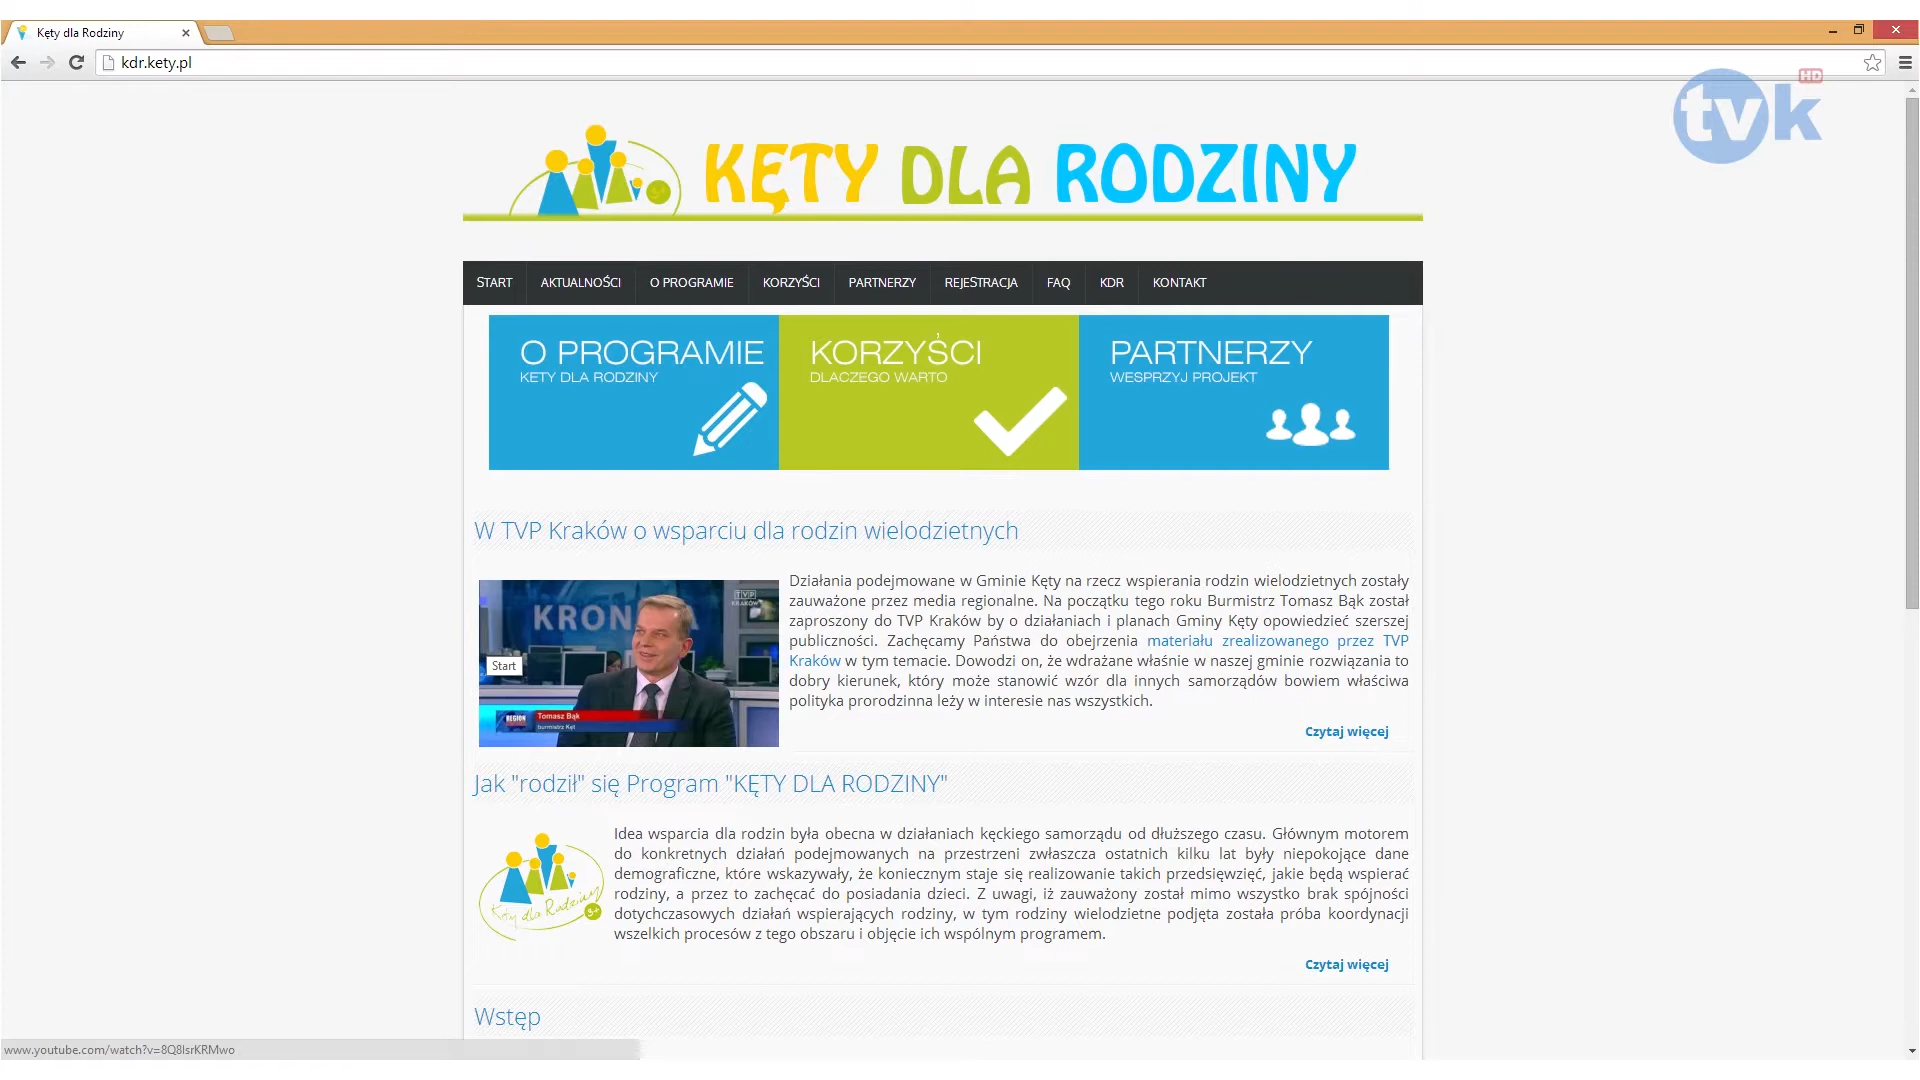 Kęty dla Rodziny
kdr.kety.pl
HD
tvk
3+
KĘTY DLA RODZINY
START AKTUALNOŚCI O PROGRAMIE KORZYŚCI PARTNERZY REJESTRACJA FAQ KDR KONTAKT
O PROGRAMIE KORZYŚCI PARTNERZY
KETY DLA RODZINY DLACZEGO WARTO WESPRZYJ PROJEKT
W TVP Kraków o wsparciu dla rodzin wielodzietnych
Działania podejmowane w Gminie Kęty na rzecz wspierania rodzin wielodzietnych zostały
zauważone przez media regionalne. Na początku tego roku Burmistrz Tomasz Bąk został
zaproszony do TVP Kraków by o działaniach i planach Gminy Kęty opowiedzieć szerszej
publiczności. Zachęcamy Państwa do obejrzenia materiału zrealizowanego przez TVP
Kraków w tym temacie. Dowodzi on, że wdrażane właśnie w naszej gminie rozwiązania to
dobry kierunek, który może stanowić wzór dla innych samorządów bowiem właściwa
polityka prorodzinna leży w interesie nas wszystkich.
KRON
TVP
KRAKÓW
Start
REGION
Tomasz Bąk
burmistrz Kęt
Czytaj więcej
Jak "rodził" się Program "KĘTY DLA RODZINY"
Idea wsparcia dla rodzin była obecna w działaniach kęckiego samorządu od dłuższego czasu. Głównym motorem
do konkretnych działań podejmowanych na przestrzeni zwłaszcza ostatnich kilku lat były niepokojące dane
demograficzne, które wskazywały, że koniecznym staje się realizowanie takich przedsięwzięć, jakie będą wspierać
rodziny, a przez to zachęcać do posiadania dzieci. Z uwagi, iż zauważony został mimo wszystko brak spójności
dotychczasowych działań wspierających rodziny, w tym rodziny wielodzietne podjęta została próba koordynacji
wszelkich procesów z tego obszaru i objęcie ich wspólnym programem.
Kęty dla Rodziny
3+
Czytaj więcej
Wstęp
www.youtube.com/watch?v=8Q8lsrKRMwo